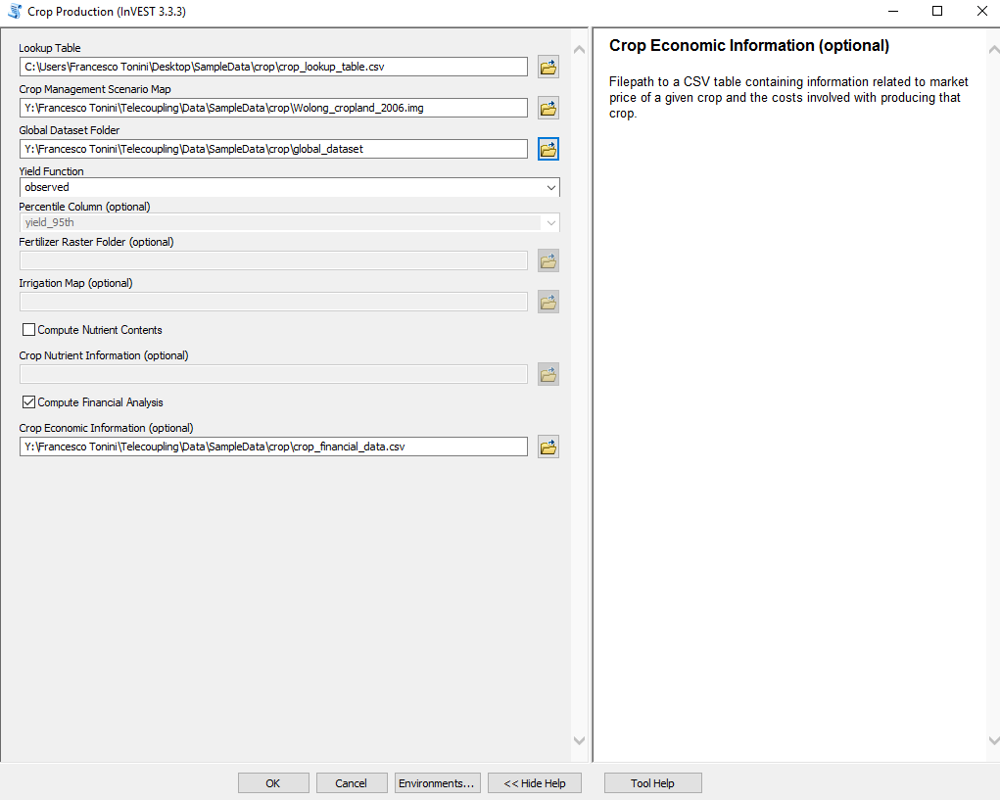 Crop Production (InVEST 3.3.3)
Lookup Table
C:\Users\Francesco Tonini\Desktop\SampleData\crop\crop_lookup_table.csv
Crop Management Scenario Map
Y:\Francesco Tonini\Telecoupling\Data\SampleData\crop\Wolong_cropland_2006.img
Global Dataset Folder
Y:\Francesco Tonini\Telecoupling\Data\SampleData\crop\global_dataset
Yield Function
observed
Percentile Column (optional)
yield_95th
Fertilizer Raster Folder (optional)
Irrigation Map (optional)
Compute Nutrient Contents
Crop Nutrient Information (optional)
Compute Financial Analysis
Crop Economic Information (optional)
Y:\Francesco Tonini\Telecoupling\Data\SampleData\crop\crop_financial_data.csv
Crop Economic Information (optional)
Filepath to a CSV table containing information related to market
price of a given crop and the costs involved with producing that
crop.
OK
Cancel
Environments...
<< Hide Help
Tool Help